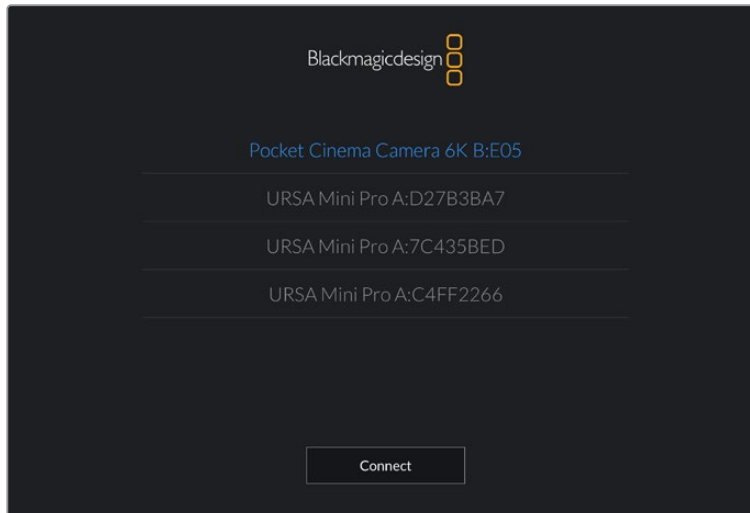 Blackmagicdesign
Pocket Cinema Camera 6K B:E05
URSA Mini Pro A:D27B3BA7
URSA Mini Pro A:7C435BED
URSA Mini Pro A:C4FF2266
Connect